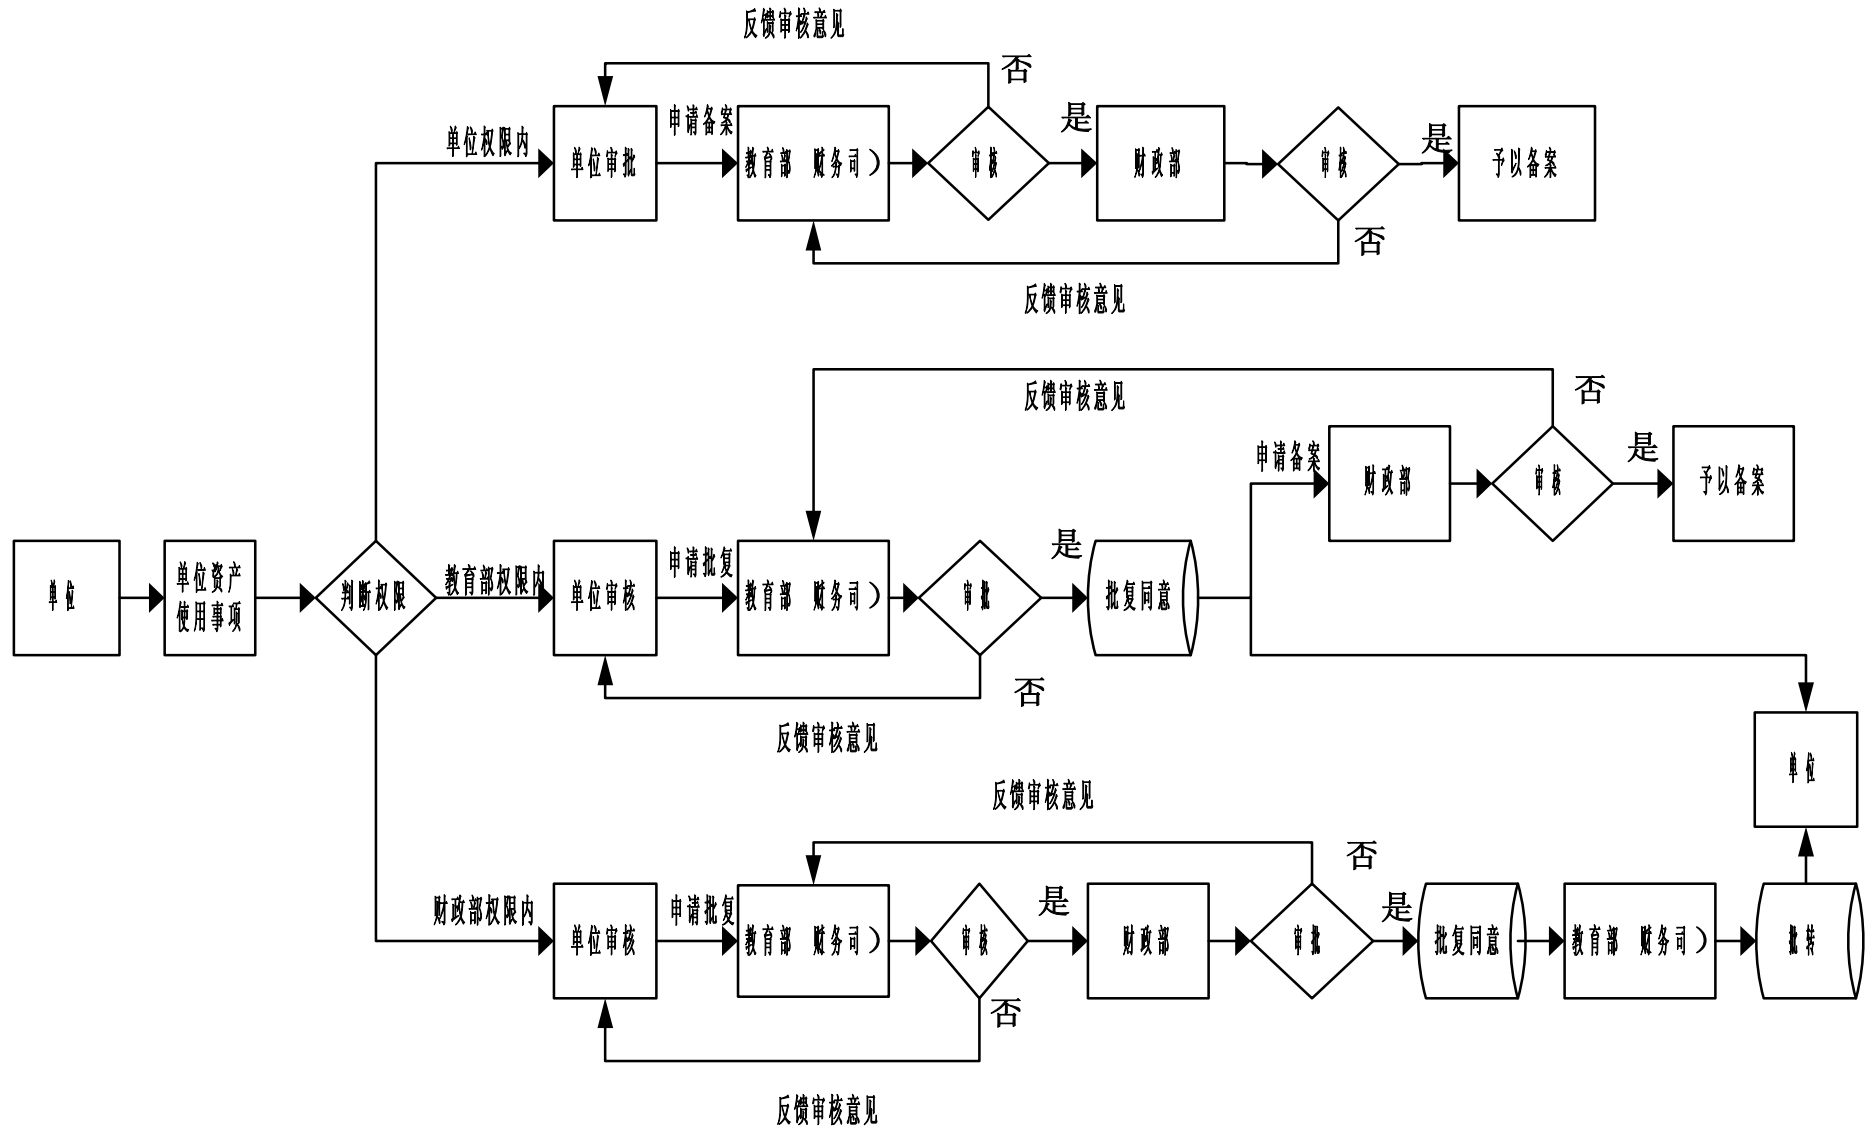 反馈审核意见
否
单位权限内
单位审批
申请备案
教育部 财务司）
审核
是
财政部
审核
是
予以备案
否
反馈审核意见
反馈审核意见
否
申请备案
财政部
审核
是
予以备案
单位
单位资产
使用事项
判断权限
教育部权限内
单位审核
申请批复
教育部 财务司）
审批
是
批复同意
否
反馈审核意见
单位
反馈审核意见
否
财政部权限内
单位审核
申请批复
教育部 财务司）
审核
是
财政部
审批
是
批复同意
教育部 财务司）
批转
否
反馈审核意见